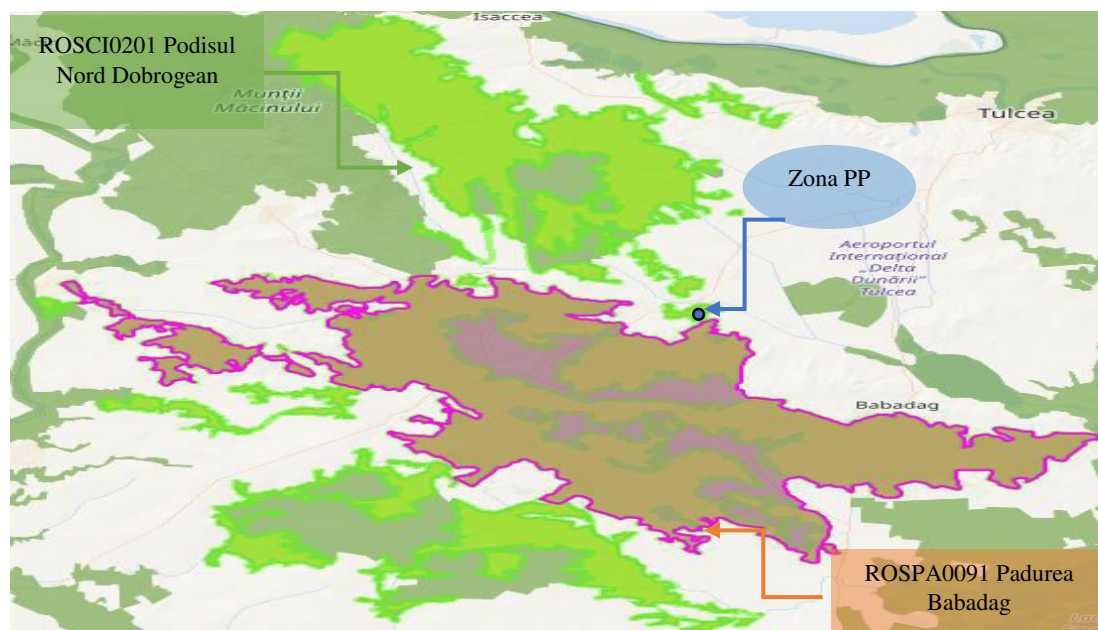 Isaccea
ROSCI0201 Podisul
Nord Dobrogean
Munții
Măcinului
Tulcea
Zona PP
Aeroportul
Internațional
„Delta
Dunării”
Tulcea
Babadag
ROSPA0091 Padurea
Babadag